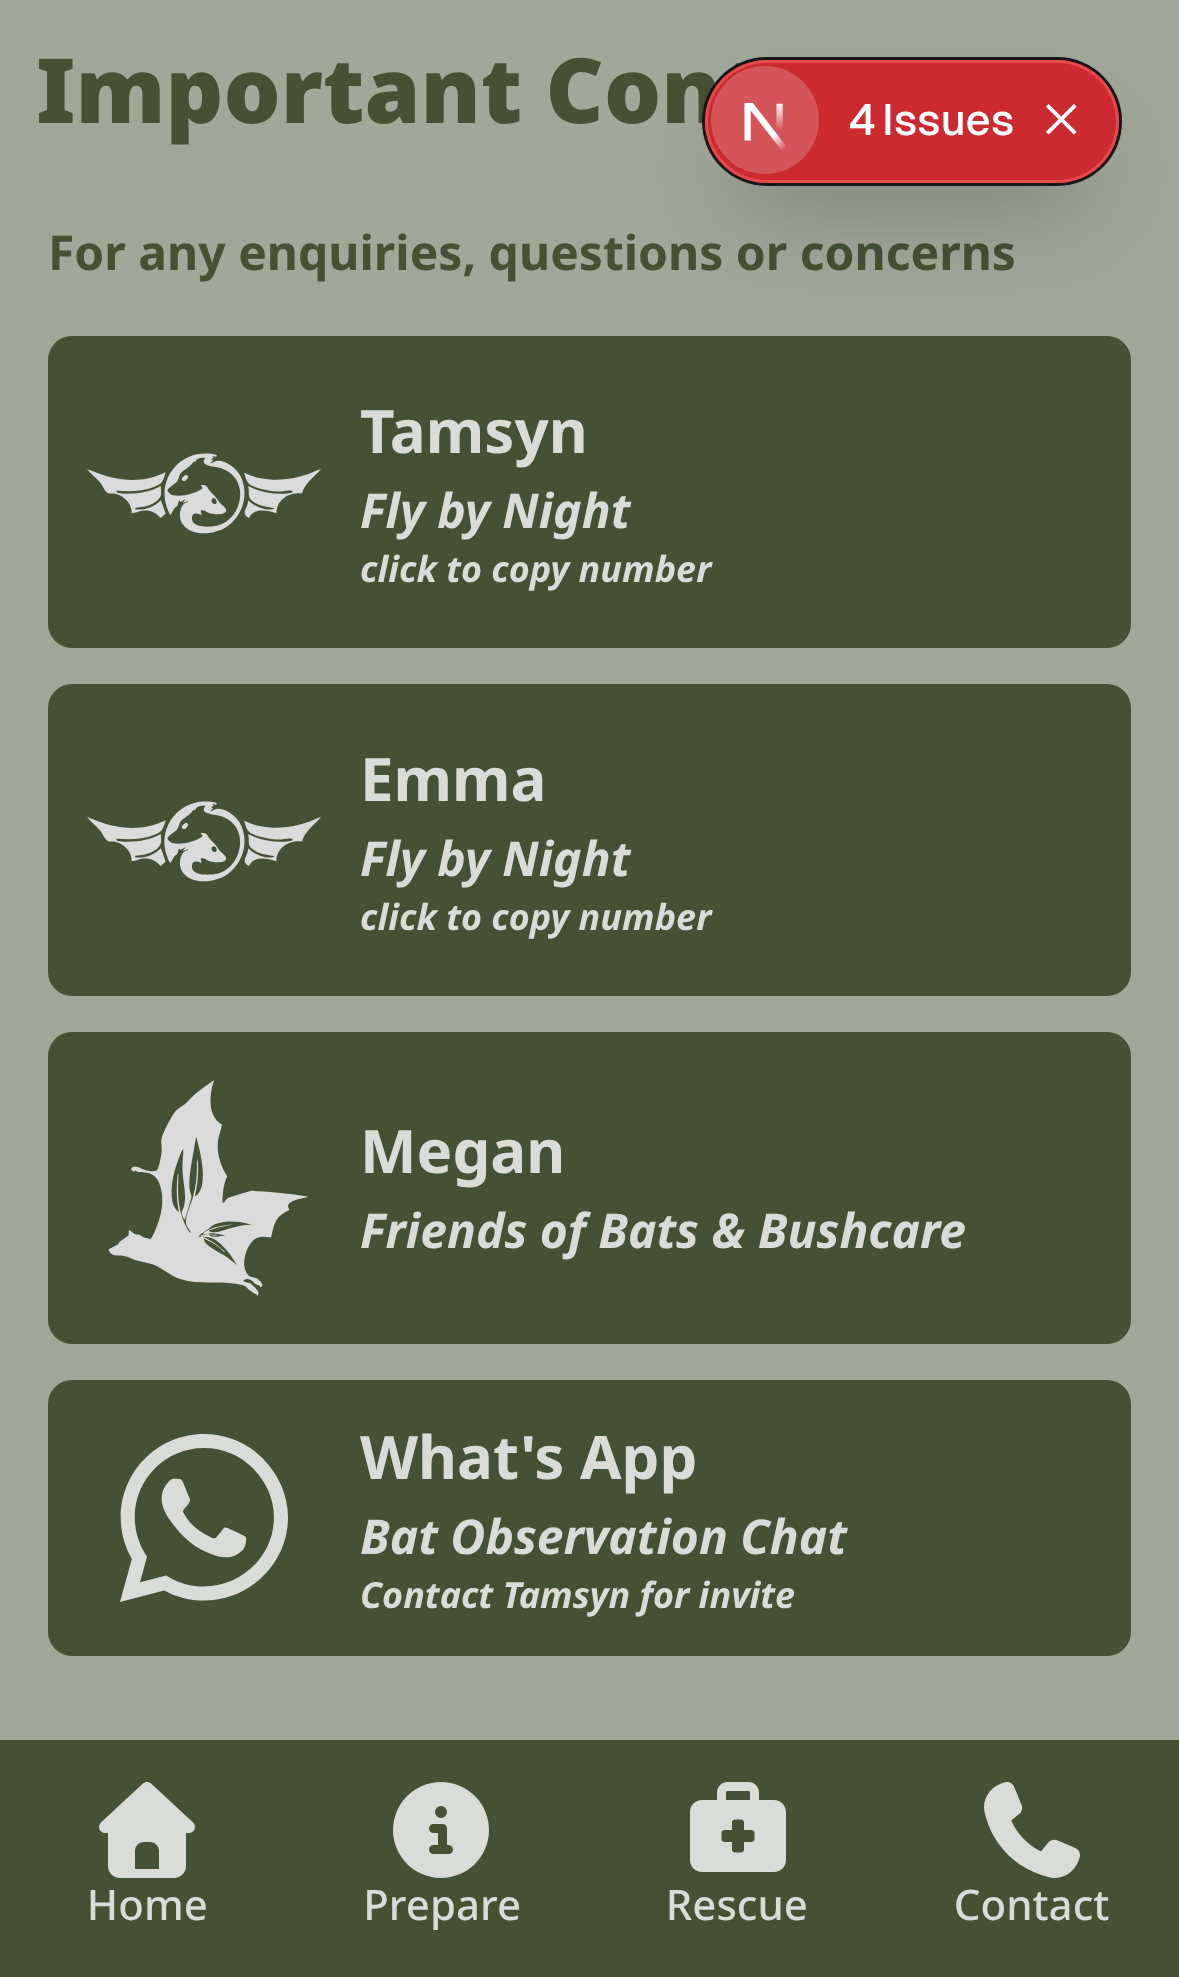 Important Con
N 4 Issues
For any enquiries, questions or concerns
Tamsyn
Fly by Night
click to copy number
Emma
Fly by Night
click to copy number
Megan
Friends of Bats & Bushcare
What's App
Bat Observation Chat
Contact Tamsyn for invite
Home
Prepare
Rescue
Contact